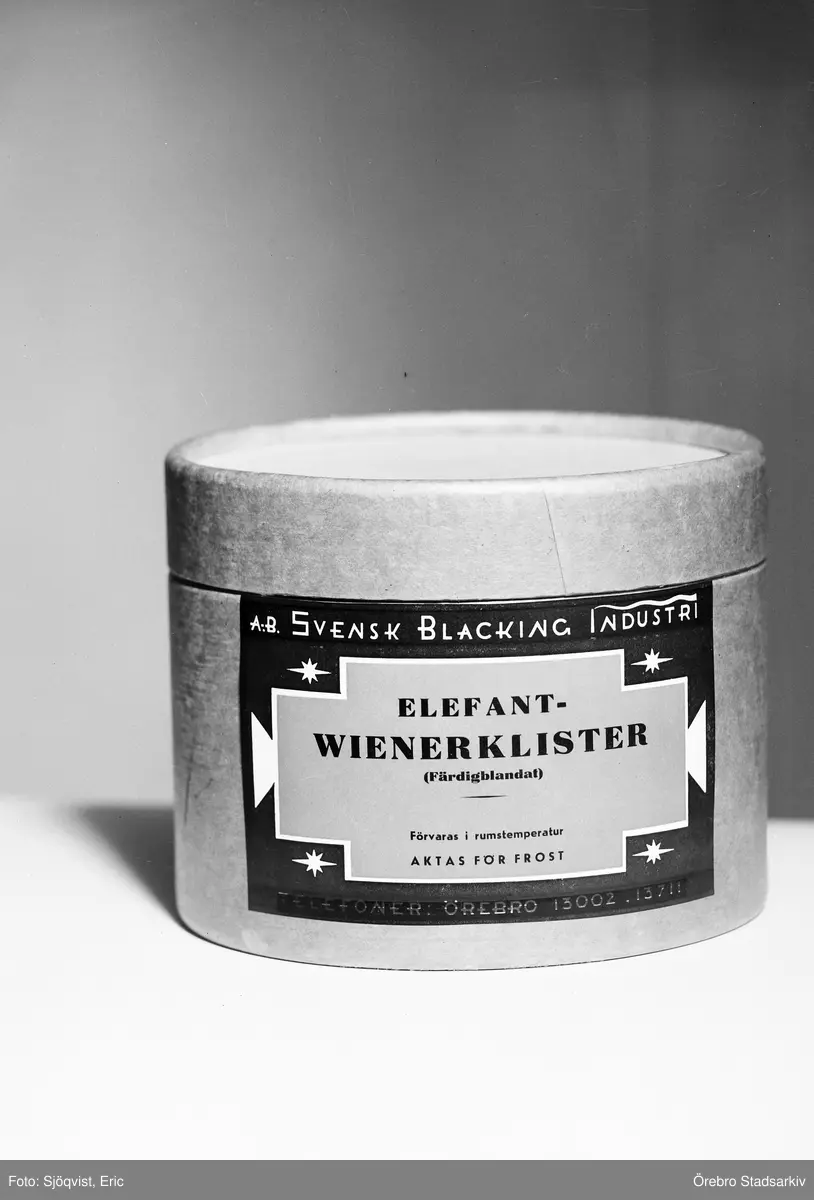 A.-B. SVENSK BLACKING INDUSTRI
ELEFANT-
WIENERKLISTER
(Färdigblandat)
Förvaras i rumstemperatur
AKTAS FÖR FROST
TELEFONER: ÖREBRO 13002 . 13711
Foto: Sjöqvist, Eric
Örebro Stadsarkiv